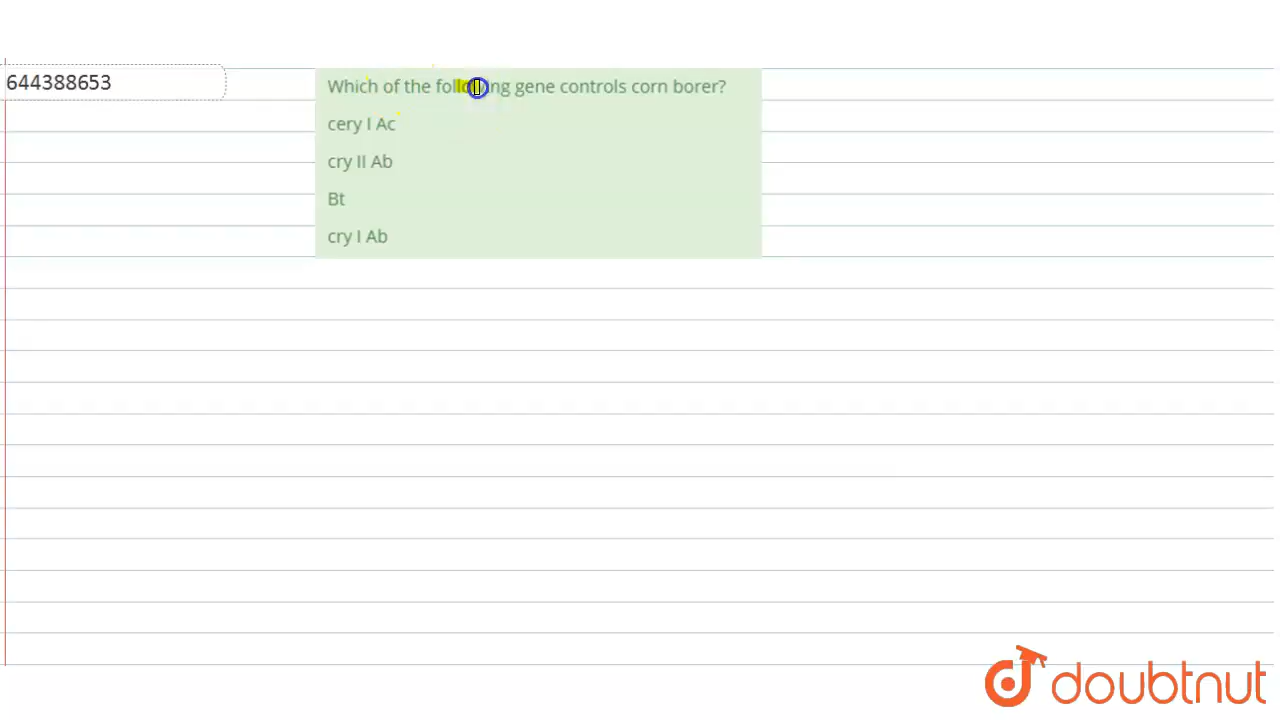 644388653
Which of the following gene controls corn borer?
cery I Ac
cry II Ab
Bt
cry I Ab
doubtnut